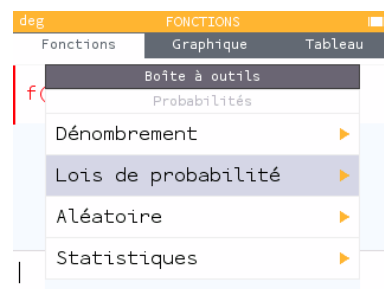 deg FONCTIONS
Fonctions Graphique Tableau
Boîte à outils
f(
Probabilités
Dénombrement
Lois de probabilité
Aléatoire
Statistiques